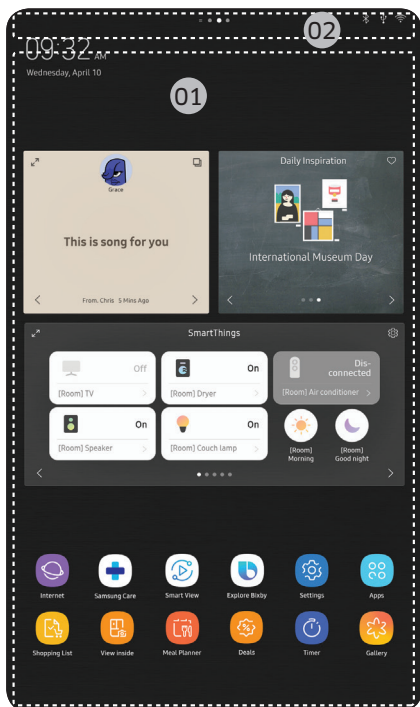 02
09:32 AM
Wednesday, April 10
01
Grace
This is song for you
From. Chris 5 Mins Ago
Daily Inspiration
International Museum Day
SmartThings
Off
[Room] TV
On
[Room] Dryer
Dis-
connected
[Room] Air conditioner
On
[Room] Speaker
On
[Room] Couch lamp
[Room]
Morning
[Room]
Good night
Internet
Samsung Care
Smart View
Explore Bixby
Settings
Apps
Shopping List
View inside
Meal Planner
Deals
Timer
Gallery